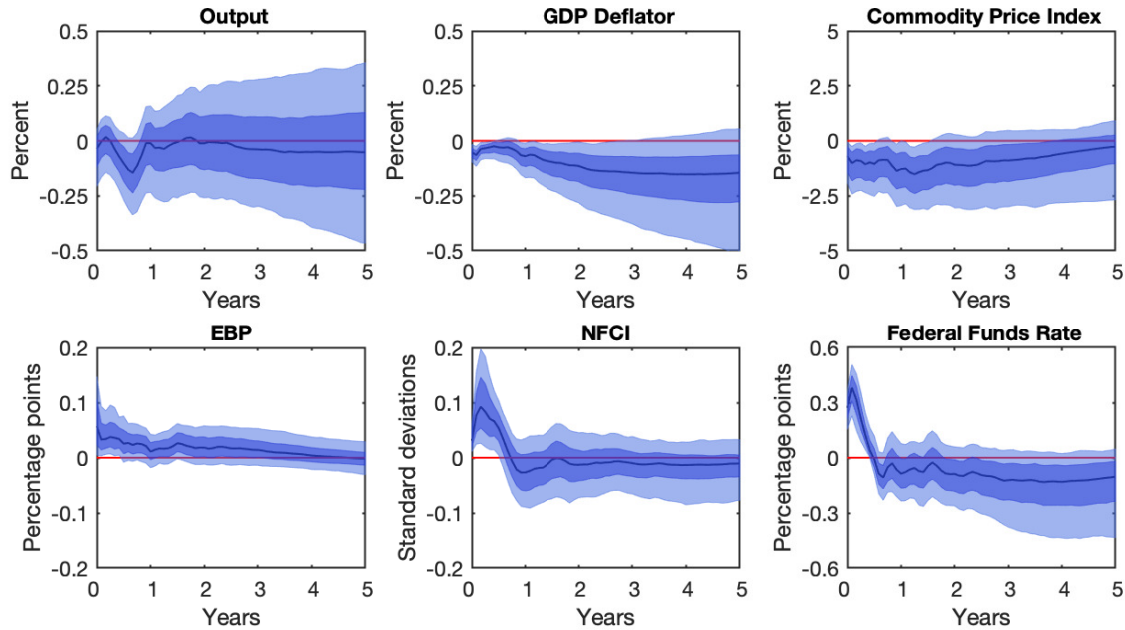 Output
0.5
0.25
0
-0.25
-0.5
Percent
0 1 2 3 4 5
Years
GDP Deflator
0.5
0.25
0
-0.25
-0.5
Percent
0 1 2 3 4 5
Years
Commodity Price Index
5
2.5
0
-2.5
-5
Percent
0 1 2 3 4 5
Years
EBP
0.2
0.1
0
-0.1
-0.2
Percentage points
0 1 2 3 4 5
Years
NFCI
0.2
0.1
0
-0.1
-0.2
Standard deviations
0 1 2 3 4 5
Years
Federal Funds Rate
0.6
0.3
0
-0.3
-0.6
Percentage points
0 1 2 3 4 5
Years